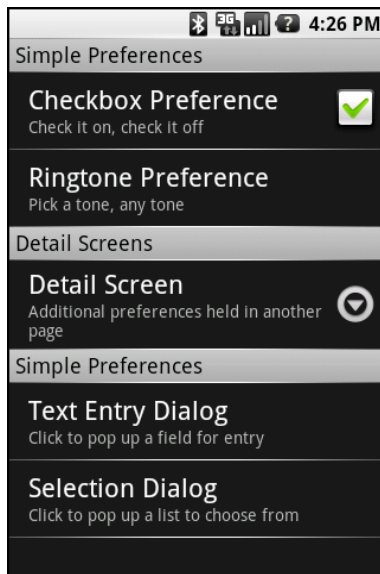 3G
?
4:26 PM
Simple Preferences
Checkbox Preference
Check it on, check it off
Ringtone Preference
Pick a tone, any tone
Detail Screens
Detail Screen
Additional preferences held in another
page
Simple Preferences
Text Entry Dialog
Click to pop up a field for entry
Selection Dialog
Click to pop up a list to choose from